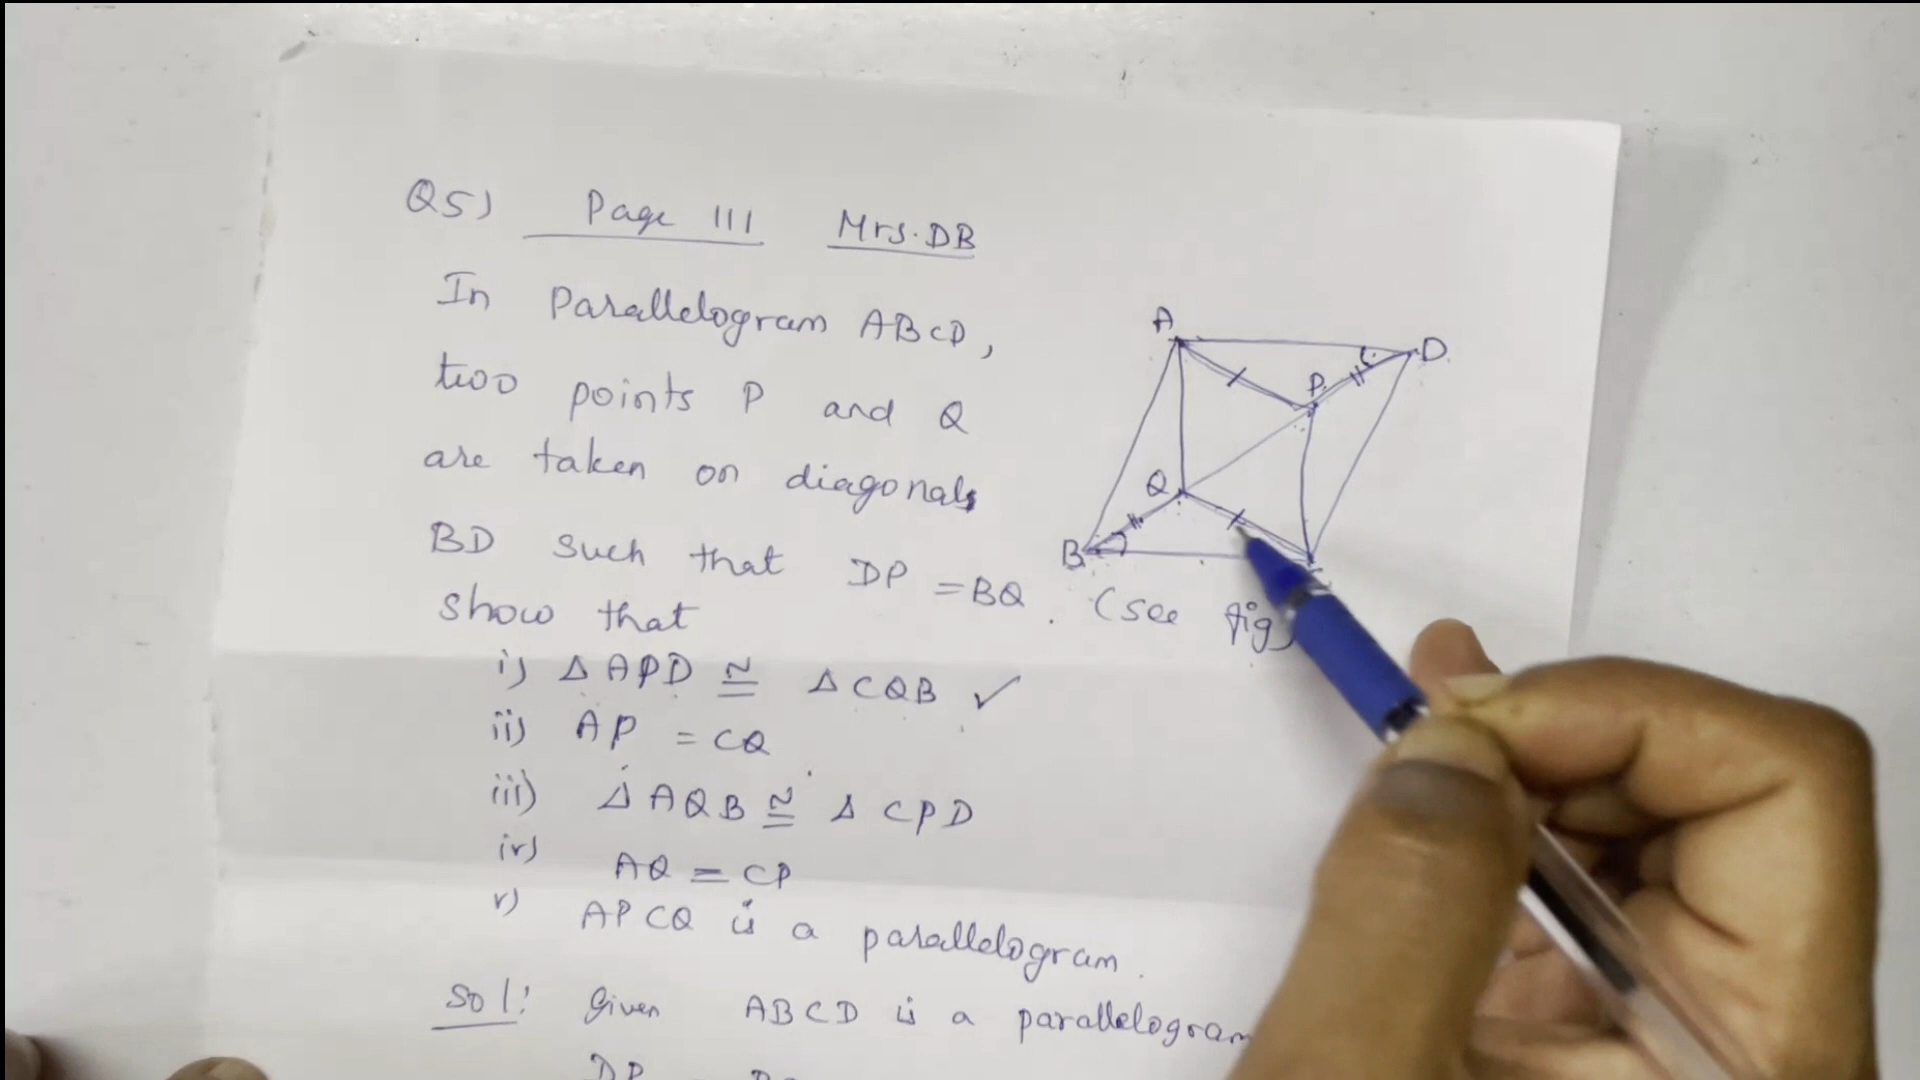 Q5) Page 111 Mrs. DB
In Parallelogram ABCD,
two points P and Q
are taken on diagonals
BD such that DP = BQ. (see fig)
show that
i) Δ APD ≅ Δ CQB ✓
ii) AP = CQ
iii) Δ AQB ≅ Δ CPD
iv) AQ = CP
v) APCQ is a parallelogram.
Sol: Given ABCD is a parallelogram
DP
A
D
P
Q
B